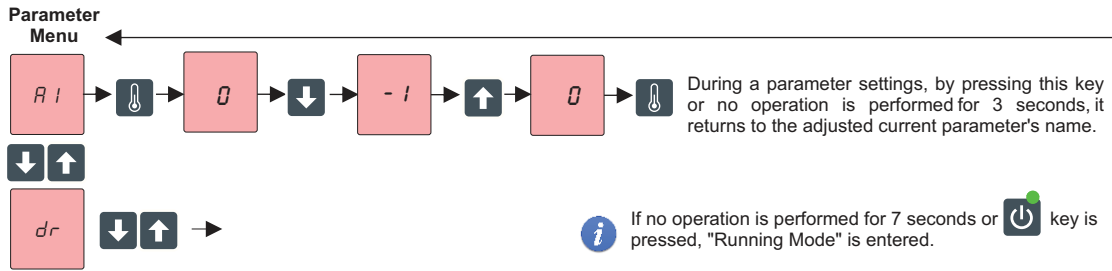 Parameter
Menu
A1
0
-1
0
During a parameter settings, by pressing this key
or no operation is performed for 3 seconds, it
returns to the adjusted current parameter's name.
dr
If no operation is performed for 7 seconds or key is
pressed, "Running Mode" is entered.